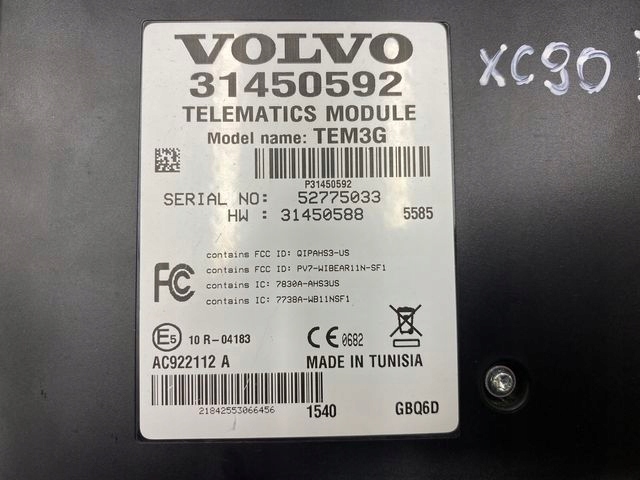 VOLVO
XC90
31450592
TELEMATICS MODULE
Model name: TEM3G
P31450592
SERIAL NO: 52775033
HW : 31450588 5585
contains FCC ID: QIPAHS3-US
contains FCC ID: PV7-WIBEAR11N-SF1
contains IC: 7830A-AHS3US
contains IC: 7738A-WB11NSF1
FC
E5 10 R-04183 CE 0682
AC922112 A MADE IN TUNISIA
21842553066456 1540 GBQ6D